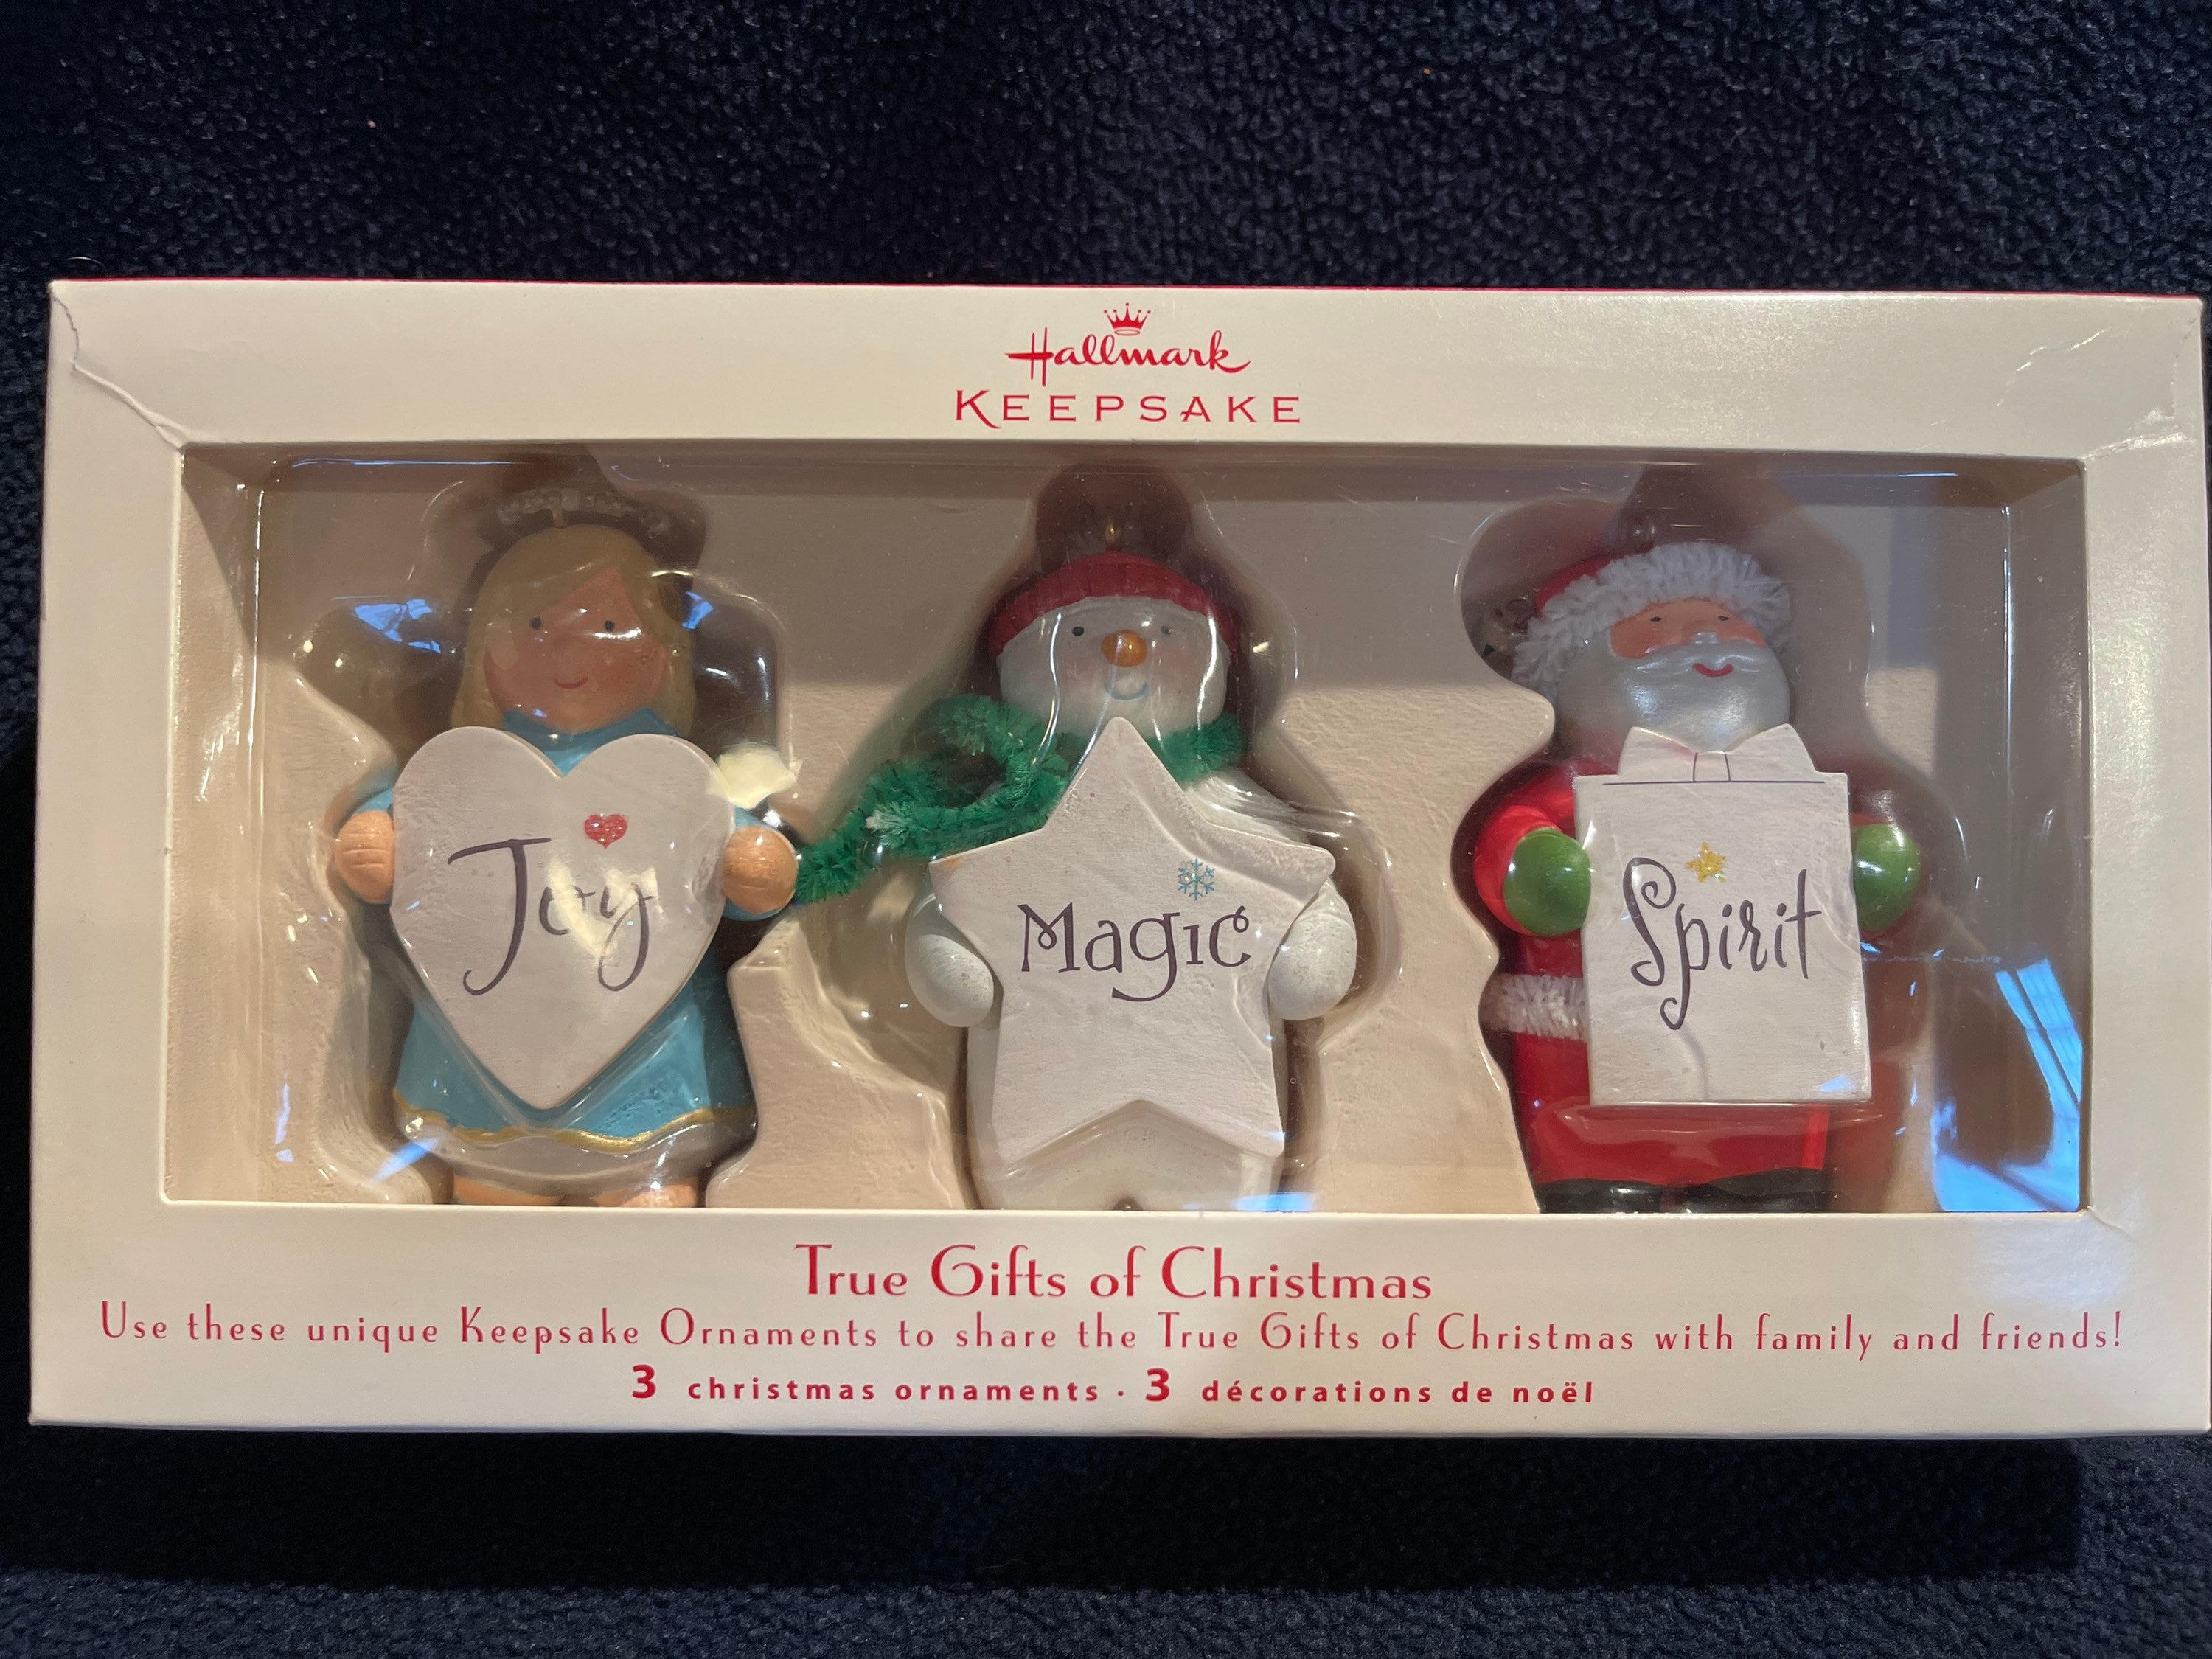 Hallmark
KEEPSAKE
Joy
Magic
Spirit
True Gifts of Christmas
Use these unique Keepsake Ornaments to share the True Gifts of Christmas with family and friends!
3 christmas ornaments · 3 décorations de noël